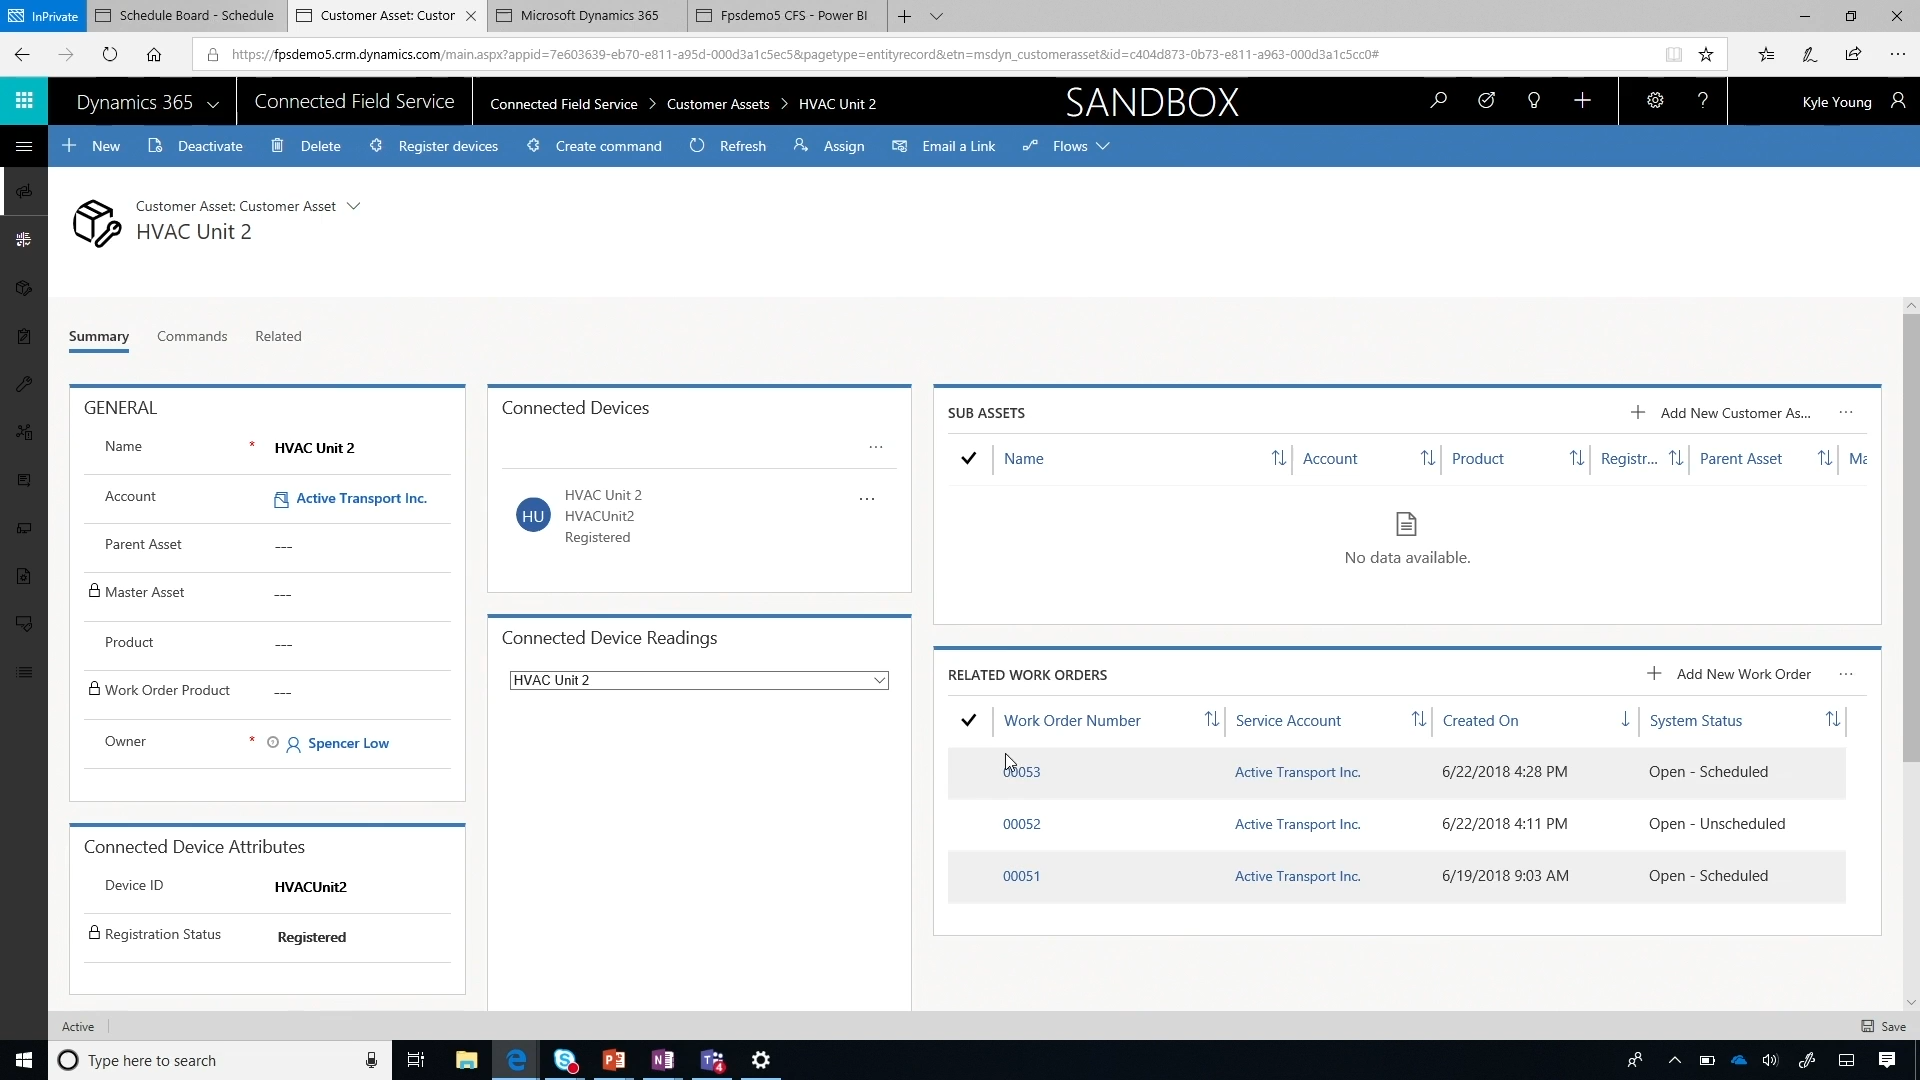 InPrivate
Schedule Board - Schedule
Customer Asset: Custor
Microsoft Dynamics 365
Fpsdemo5 CFS - Power BI
https://fpsdemo5.crm.dynamics.com/main.aspx?appid=7e603639-eb70-e811-a95d-000d3a1c5ec5&pagetype=entityrecord&etn=msdyn_customerasset&id=c404d873-0b73-e811-a963-000d3a1c5cc0#
Dynamics 365
Connected Field Service
Connected Field Service > Customer Assets > HVAC Unit 2
SANDBOX
Kyle Young
New
Deactivate
Delete
Register devices
Create command
Refresh
Assign
Email a Link
Flows
Customer Asset: Customer Asset
HVAC Unit 2
Summary
Commands
Related
GENERAL
Name * HVAC Unit 2
Account Active Transport Inc.
Parent Asset ---
Master Asset ---
Product ---
Work Order Product ---
Owner * Spencer Low
Connected Device Attributes
Device ID HVACUnit2
Registration Status Registered
Connected Devices
...
HU
HVAC Unit 2
HVACUnit2
Registered
...
Connected Device Readings
HVAC Unit 2
SUB ASSETS
Add New Customer As...
...
Name Account Product Registr... Parent Asset Ma
No data available.
RELATED WORK ORDERS
Add New Work Order
...
Work Order Number Service Account Created On System Status
00053 Active Transport Inc. 6/22/2018 4:28 PM Open - Scheduled
00052 Active Transport Inc. 6/22/2018 4:11 PM Open - Unscheduled
00051 Active Transport Inc. 6/19/2018 9:03 AM Open - Scheduled
Active
Save
Type here to search
4